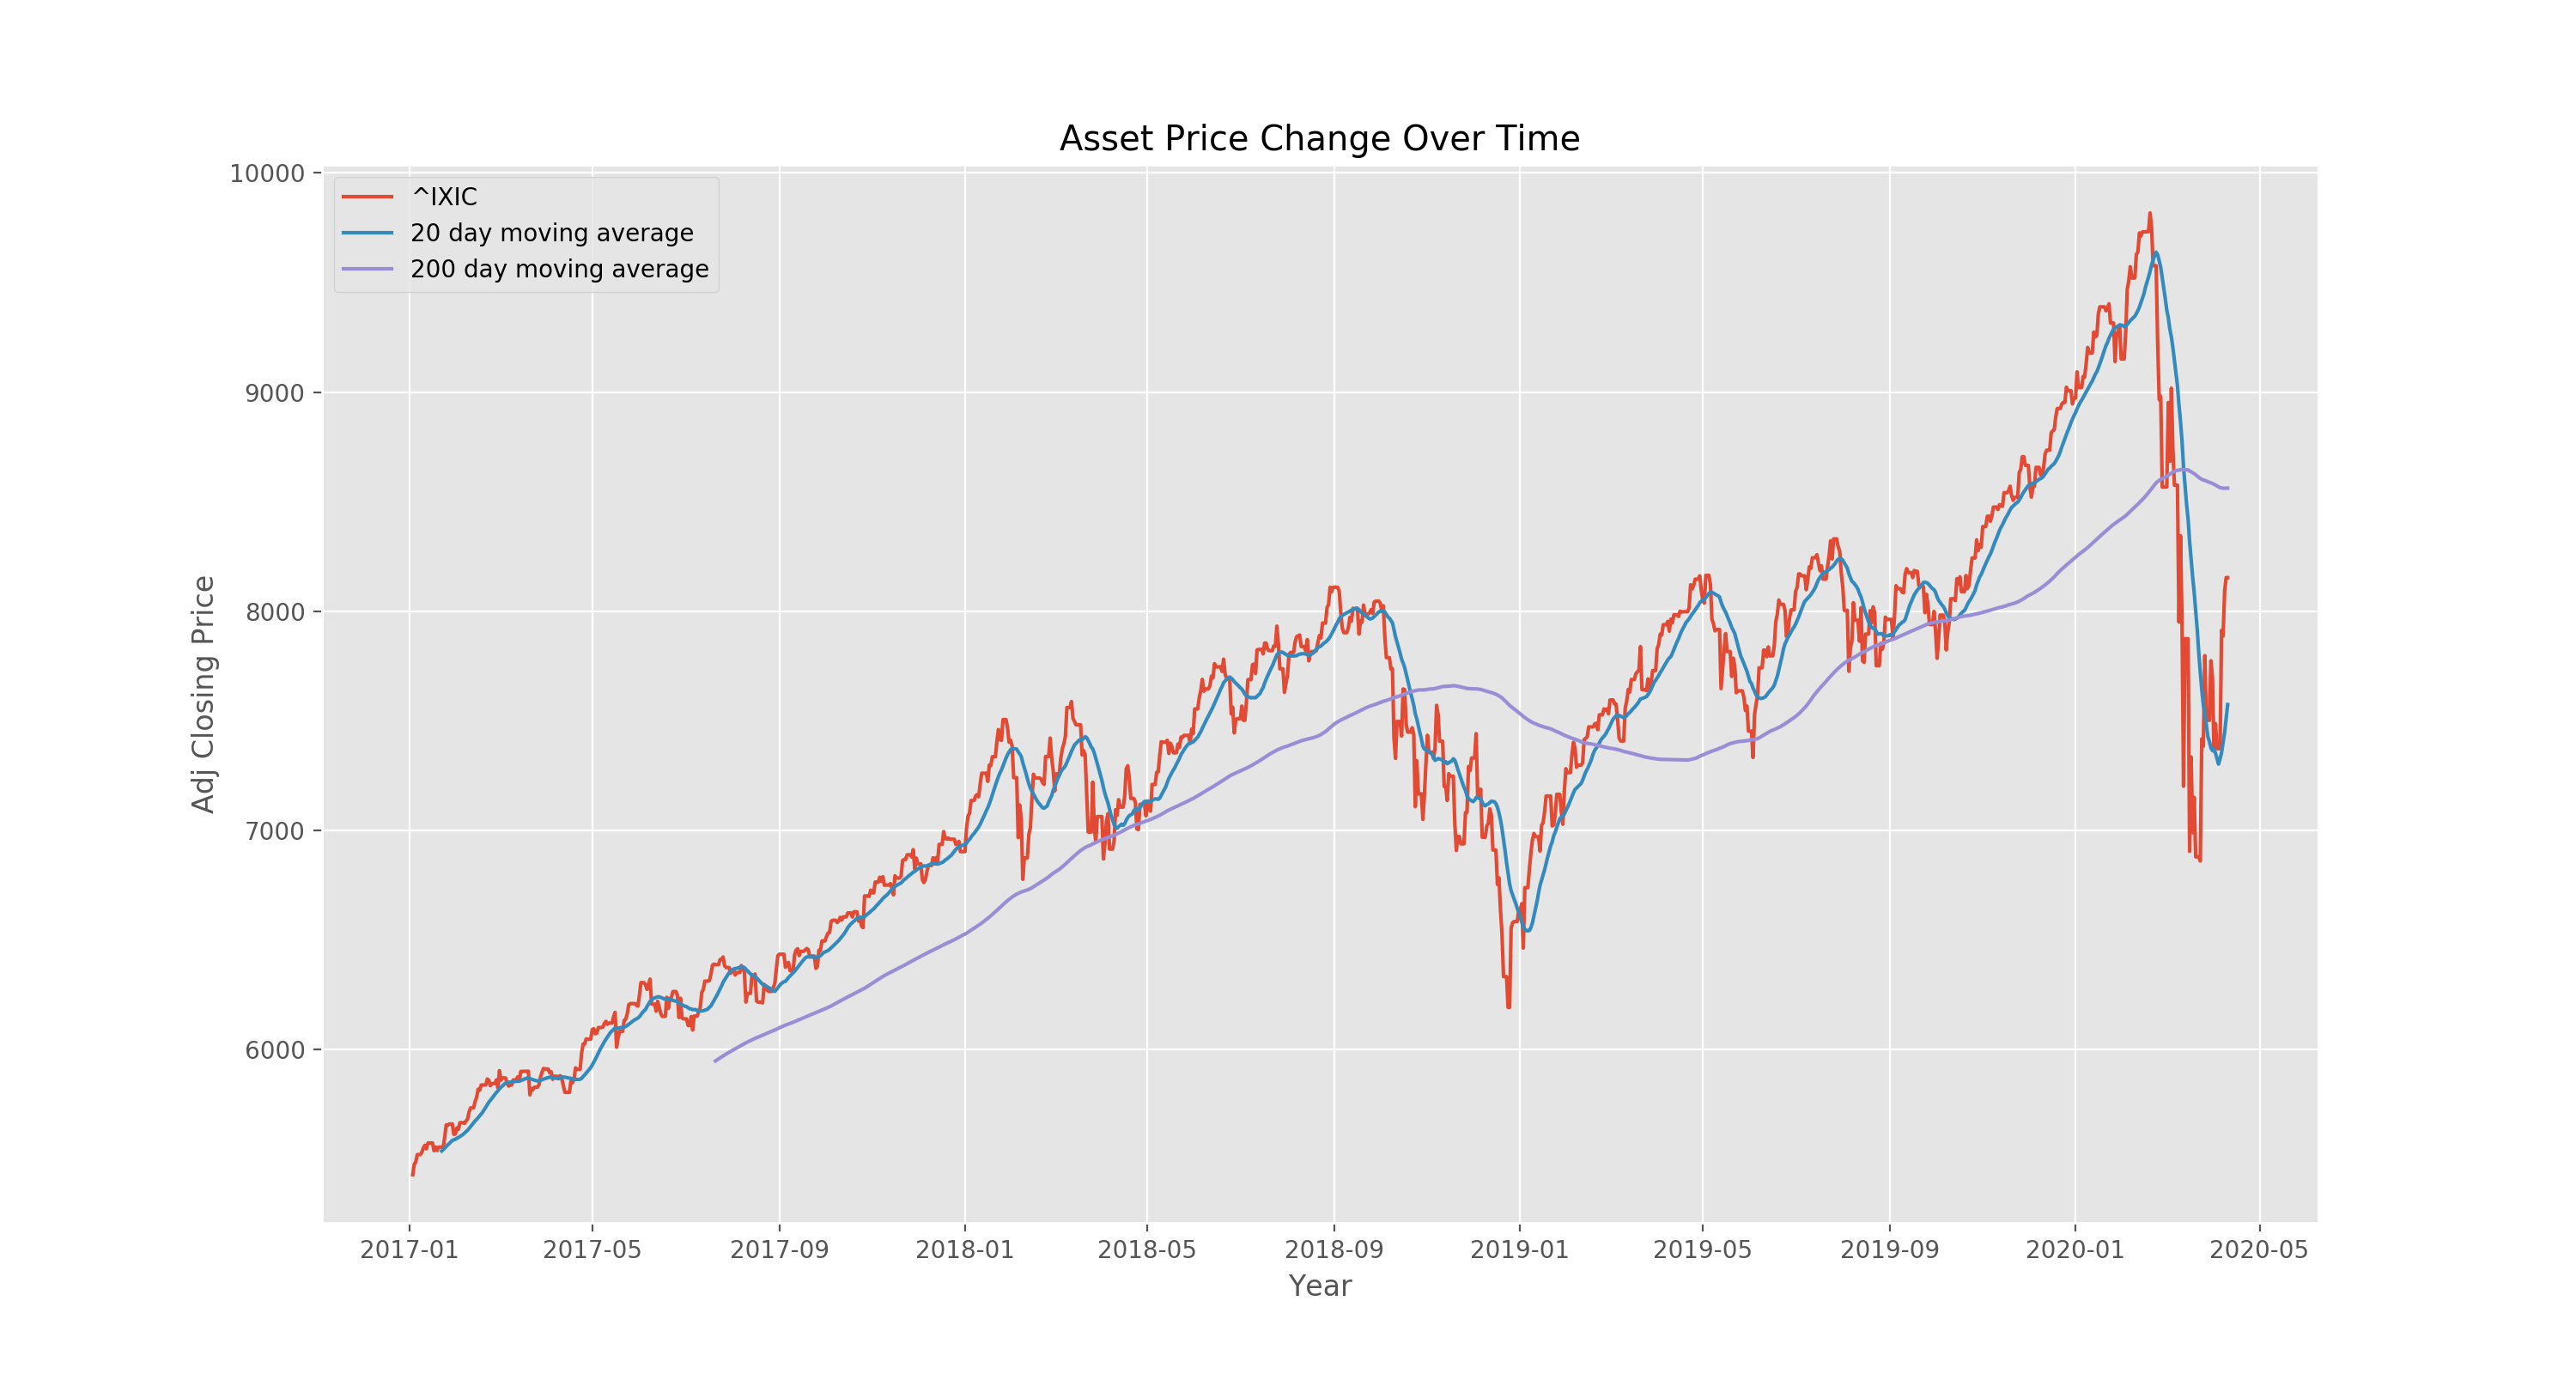 Asset Price Change Over Time
^IXIC
20 day moving average
200 day moving average
10000
9000
8000
7000
6000
Adj Closing Price
2017-01 2017-05 2017-09 2018-01 2018-05 2018-09 2019-01 2019-05 2019-09 2020-01 2020-05
Year